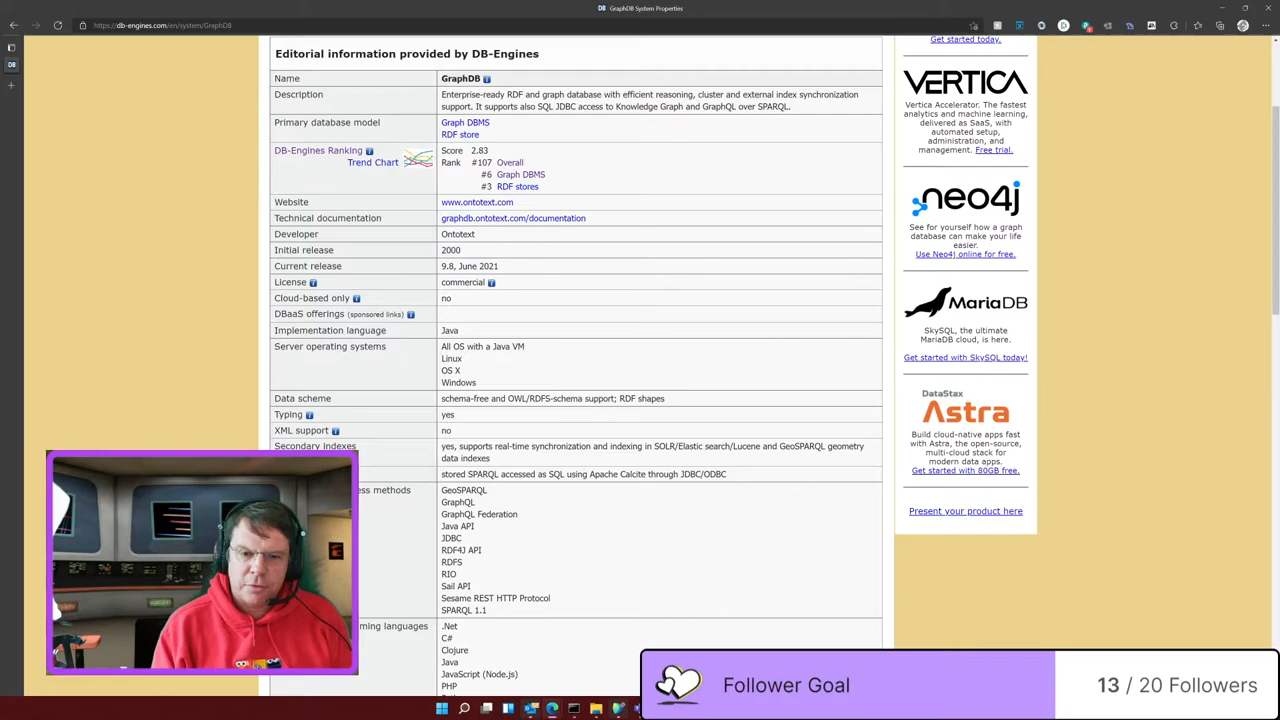 GraphDB System Properties
https://db-engines.com/en/system/GraphDB
Editorial information provided by DB-Engines
Name GraphDB
Description Enterprise-ready RDF and graph database with efficient reasoning, cluster and external index synchronization
support. It supports also SQL JDBC access to Knowledge Graph and GraphQL over SPARQL.
Primary database model Graph DBMS
RDF store
DB-Engines Ranking Score 2.83
Trend Chart Rank #107 Overall
#6 Graph DBMS
#3 RDF stores
Website www.ontotext.com
Technical documentation graphdb.ontotext.com/documentation
Developer Ontotext
Initial release 2000
Current release 9.8, June 2021
License commercial
Cloud-based only no
DBaaS offerings (sponsored links)
Implementation language Java
Server operating systems All OS with a Java VM
Linux
OS X
Windows
Data scheme schema-free and OWL/RDFS-schema support; RDF shapes
Typing yes
XML support no
Secondary indexes yes, supports real-time synchronization and indexing in SOLR/Elastic search/Lucene and GeoSPARQL geometry
data indexes
stored SPARQL accessed as SQL using Apache Calcite through JDBC/ODBC
ess methods GeoSPARQL
GraphQL
GraphQL Federation
Java API
JDBC
RDF4J API
RDFS
RIO
Sail API
Sesame REST HTTP Protocol
SPARQL 1.1
ming languages .Net
C#
Clojure
Java
JavaScript (Node.js)
PHP
Get started today.
VERTICA
Vertica Accelerator. The fastest
analytics and machine learning,
delivered as SaaS, with
automated setup,
administration, and
management. Free trial.
neo4j
See for yourself how a graph
database can make your life
easier.
Use Neo4j online for free.
MariaDB
SkySQL, the ultimate
MariaDB cloud, is here.
Get started with SkySQL today!
DataStax
Astra
Build cloud-native apps fast
with Astra, the open-source,
multi-cloud stack for
modern data apps.
Get started with 80GB free.
Present your product here
Follower Goal 13 / 20 Followers